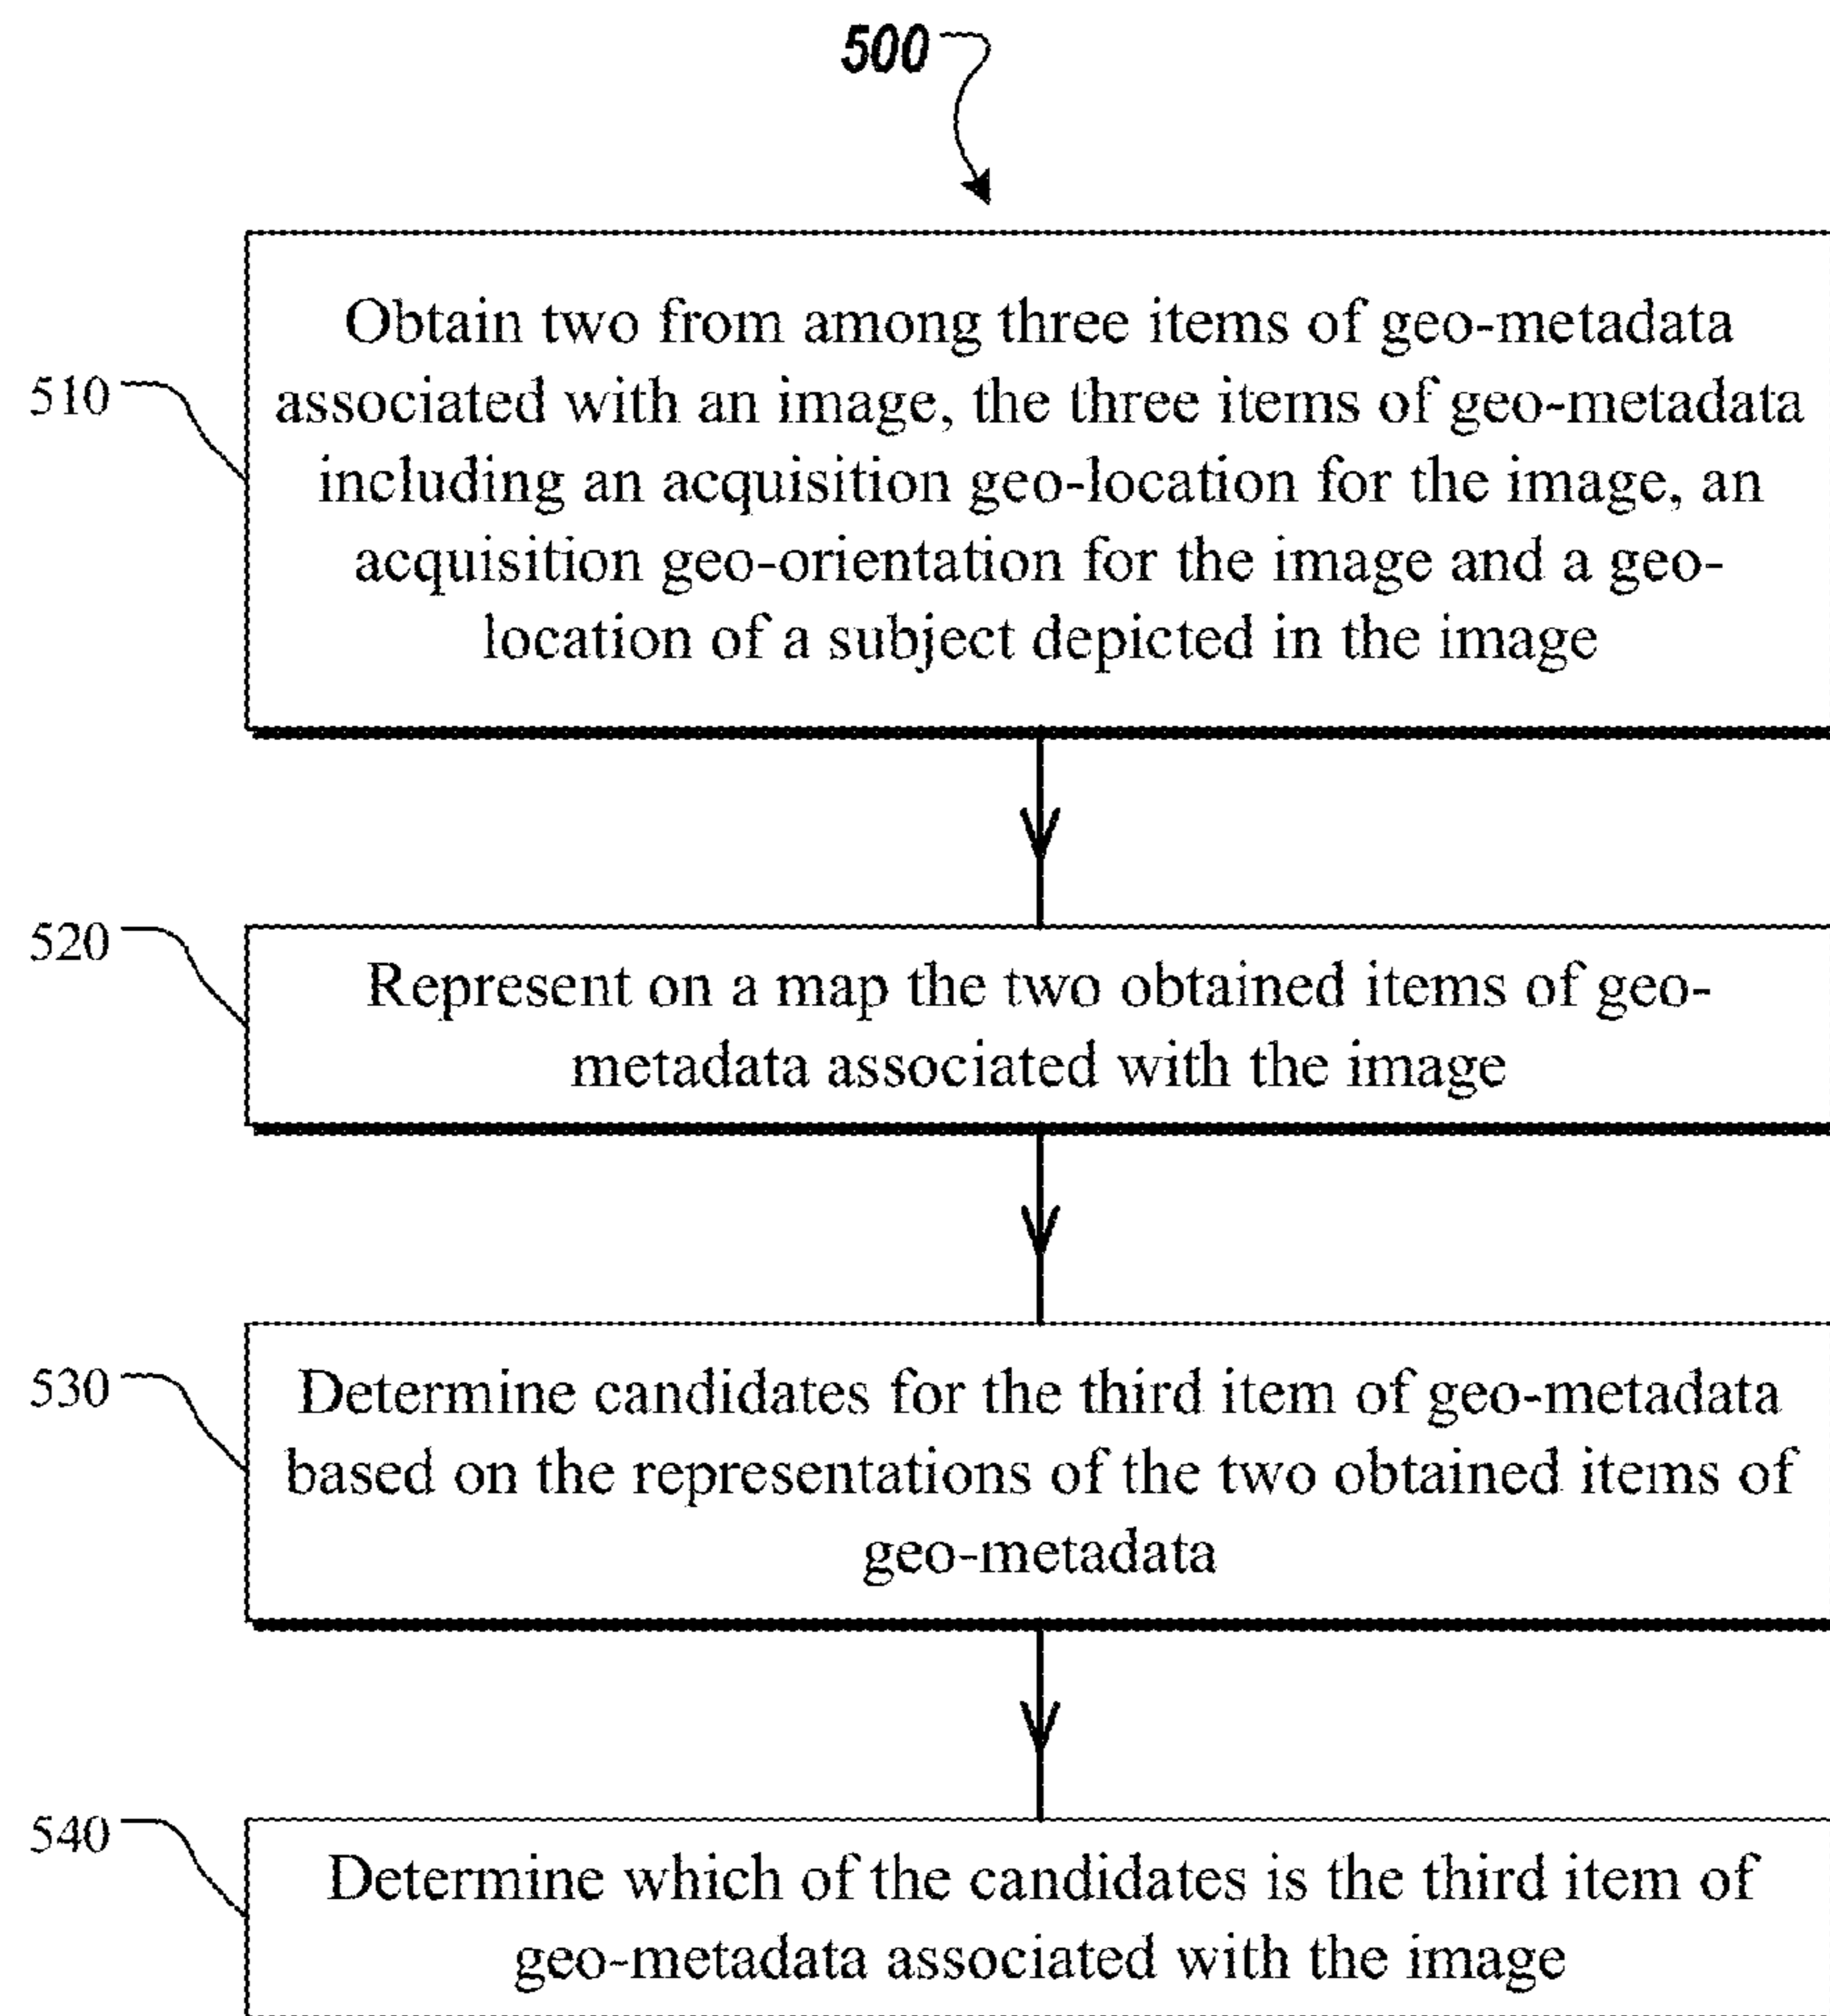 500
510
Obtain two from among three items of geo-metadata
associated with an image, the three items of geo-metadata
including an acquisition geo-location for the image, an
acquisition geo-orientation for the image and a geo-
location of a subject depicted in the image
520
Represent on a map the two obtained items of geo-
metadata associated with the image
530
Determine candidates for the third item of geo-metadata
based on the representations of the two obtained items of
geo-metadata
540
Determine which of the candidates is the third item of
geo-metadata associated with the image